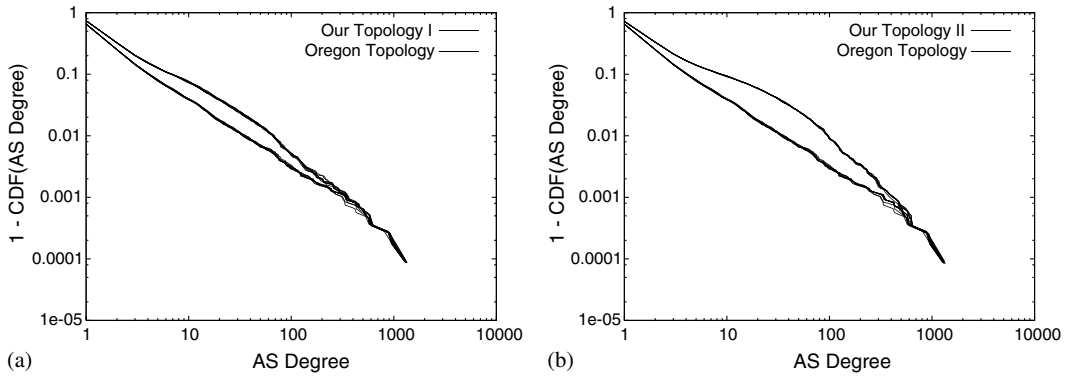 1 - CDF(AS Degree)
1
0.1
0.01
0.001
0.0001
1e-05
Our Topology I
Oregon Topology
1 10 100 1000 10000
(a) AS Degree
1 - CDF(AS Degree)
1
0.1
0.01
0.001
0.0001
1e-05
Our Topology II
Oregon Topology
1 10 100 1000 10000
(b) AS Degree